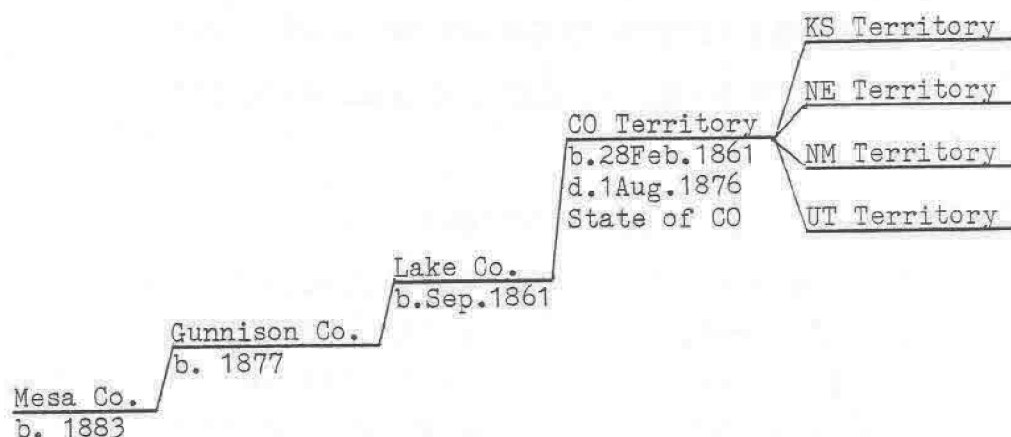 KS Territory
NE Territory
CO Territory
b.28Feb.1861
d.1Aug.1876
State of CO
NM Territory
UT Territory
Lake Co.
b.Sep.1861
Gunnison Co.
b. 1877
Mesa Co.
b. 1883